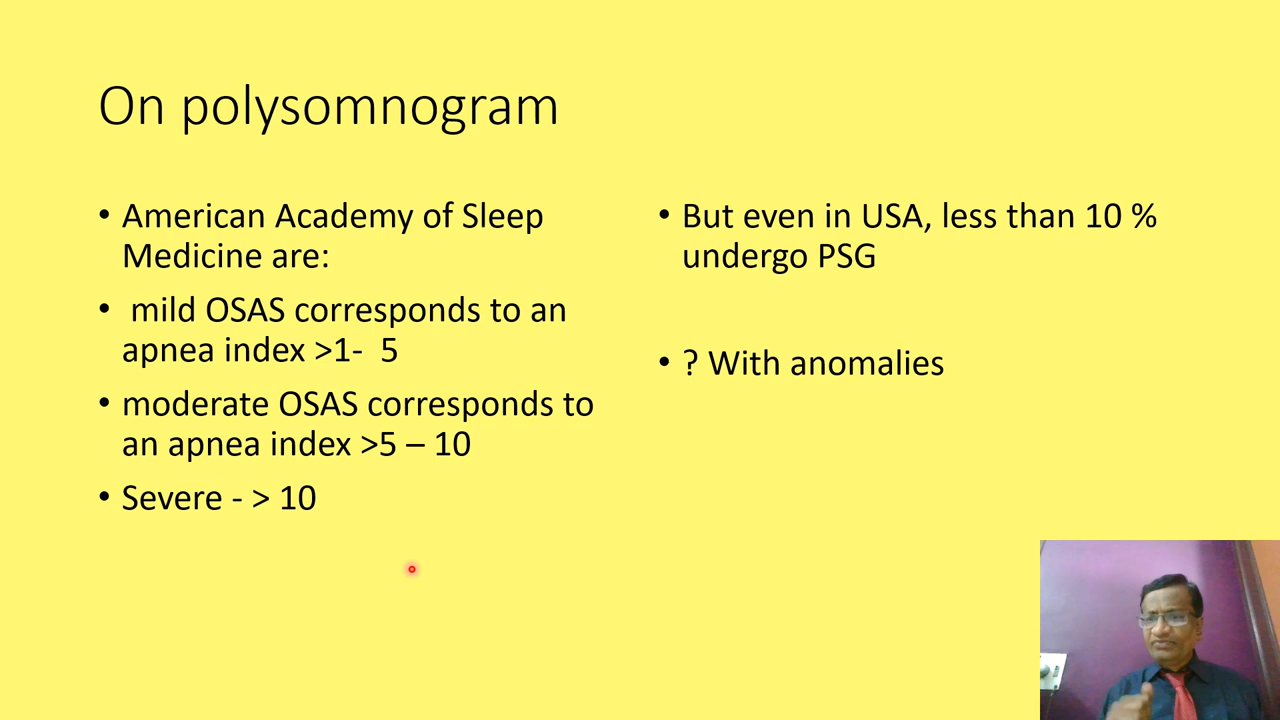 On polysomnogram
• American Academy of Sleep
Medicine are:
• mild OSAS corresponds to an
apnea index >1- 5
• moderate OSAS corresponds to
an apnea index >5 – 10
• Severe - > 10
• But even in USA, less than 10 %
undergo PSG
• ? With anomalies